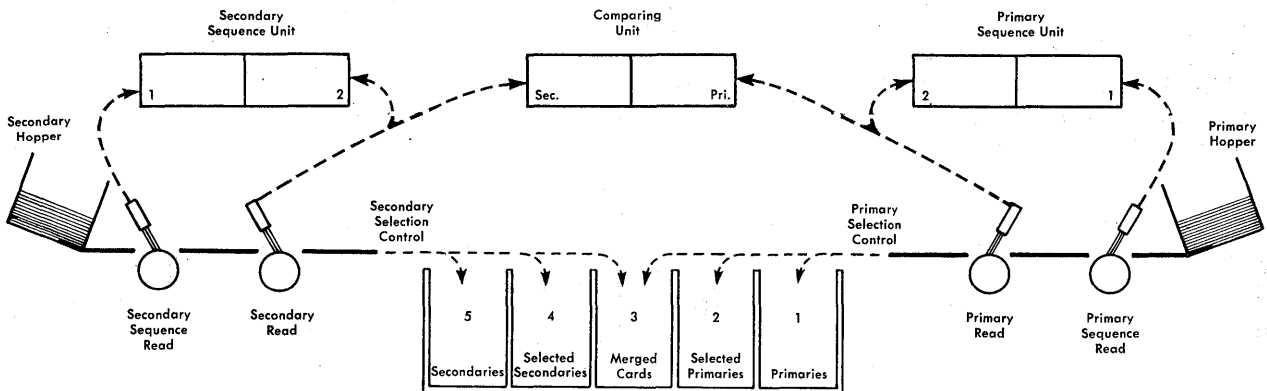 Secondary
Sequence Unit
Comparing
Unit
Primary
Sequence Unit
1
2
Sec.
Pri.
2
1
Secondary
Hopper
Primary
Hopper
Secondary
Selection
Control
Primary
Selection
Control
Secondary
Sequence
Read
Secondary
Read
5
Secondaries
4
Selected
Secondaries
3
Merged
Cards
2
Selected
Primaries
1
Primaries
Primary
Read
Primary
Sequence
Read